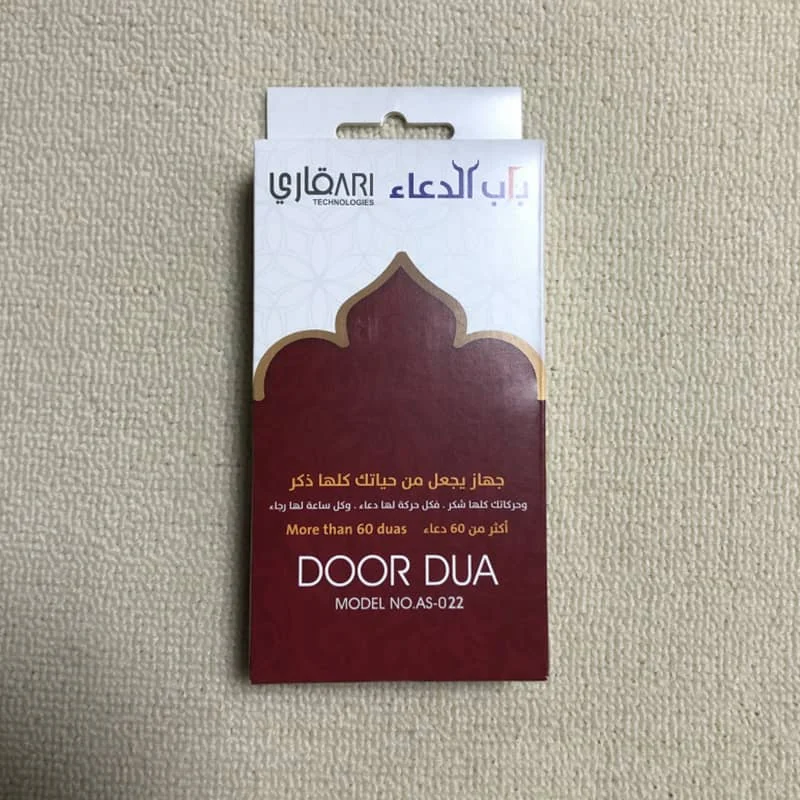 قاري QARI باب الدعاء
TECHNOLOGIES
جهاز يجعل من حياتك كلها ذكر
وحركاتك كلها شكر . فكل حركة لها دعاء . وكل ساعة لها رجاء
More than 60 duas أكثر من 60 دعاء
DOOR DUA
MODEL NO.AS-022